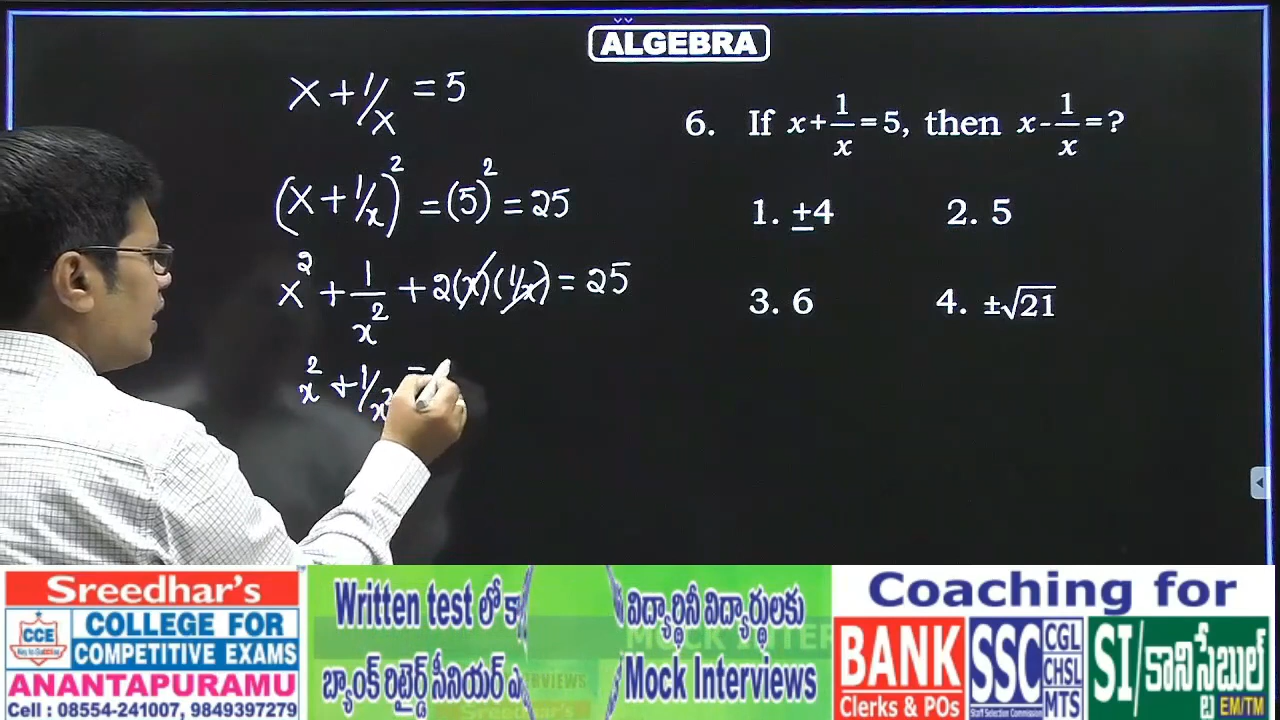 ALGEBRA
x + 1/x = 5
(x + 1/x)² = (5)² = 25
x² + 1/x² + 2(x)(1/x) = 25
x² + 1/x² =
6. If x + 1/x = 5, then x - 1/x = ?
1. ±4 2. 5
3. 6 4. ±√21
Sreedhar's
CCE
COLLEGE FOR
COMPETITIVE EXAMS
ANANTAPURAMU
Cell : 08554-241007, 9849397279
Written test లో
బ్యాంక్ రిటైర్డ్ సీనియర్
విద్యార్థినీ విద్యార్థులకు
Mock Interviews
Coaching for
BANK
Clerks & POs
SSC
Staff Selection Commission
CGL
CHSL
MTS
SI/కానిస్టేబుల్
EM/TM